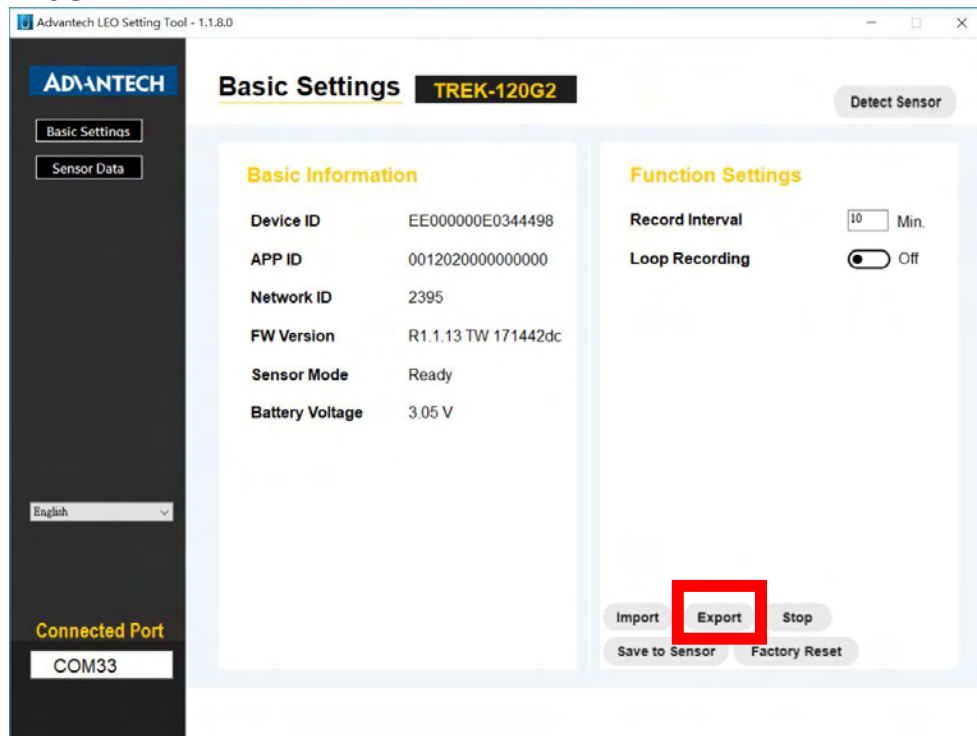 Advantech LEO Setting Tool - 1.1.8.0
ADVANTECH
Basic Settings
Sensor Data
English
Connected Port
COM33
Basic Settings TREK-120G2
Detect Sensor
Basic Information
Device ID EE000000E0344498
APP ID 0012020000000000
Network ID 2395
FW Version R1.1.13 TW 171442dc
Sensor Mode Ready
Battery Voltage 3.05 V
Function Settings
Record Interval 10 Min.
Loop Recording Off
Import Export Stop
Save to Sensor Factory Reset